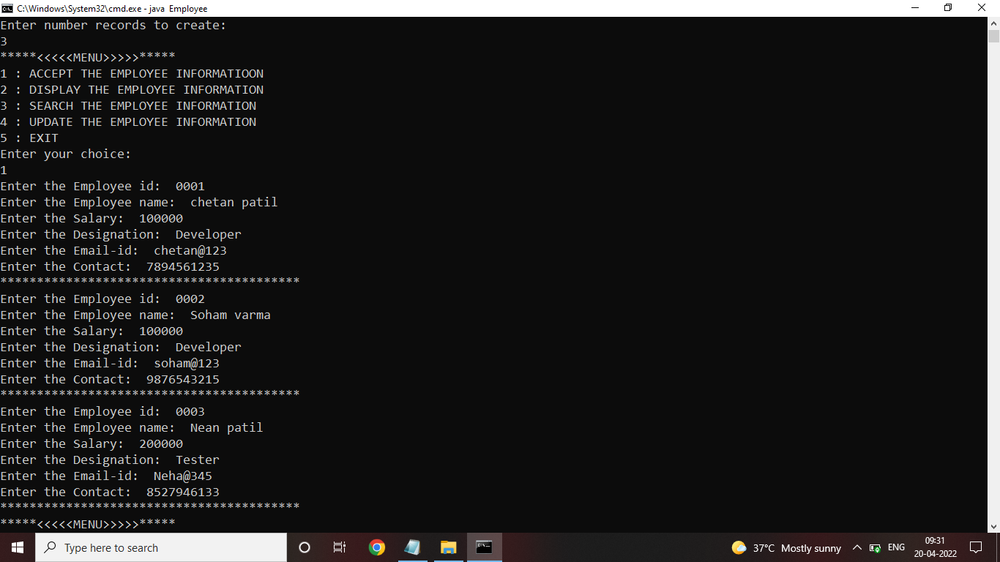 C:\Windows\System32\cmd.exe - java  Employee
Enter number records to create:
3
*****<<<<<MENU>>>>>*****
1 : ACCEPT THE EMPLOYEE INFORMATIOON
2 : DISPLAY THE EMPLOYEE INFORMATION
3 : SEARCH THE EMPLOYEE INFORMATION
4 : UPDATE THE EMPLOYEE INFORMATION
5 : EXIT
Enter your choice:
1
Enter the Employee id:  0001
Enter the Employee name:  chetan patil
Enter the Salary:  100000
Enter the Designation:  Developer
Enter the Email-id:  chetan@123
Enter the Contact:  7894561235
*****************************************
Enter the Employee id:  0002
Enter the Employee name:  Soham varma
Enter the Salary:  100000
Enter the Designation:  Developer
Enter the Email-id:  soham@123
Enter the Contact:  9876543215
*****************************************
Enter the Employee id:  0003
Enter the Employee name:  Nean patil
Enter the Salary:  200000
Enter the Designation:  Tester
Enter the Email-id:  Neha@345
Enter the Contact:  8527946133
*****************************************
*****<<<<<MENU>>>>>*****
Type here to search
37°C  Mostly sunny
ENG
09:31
20-04-2022